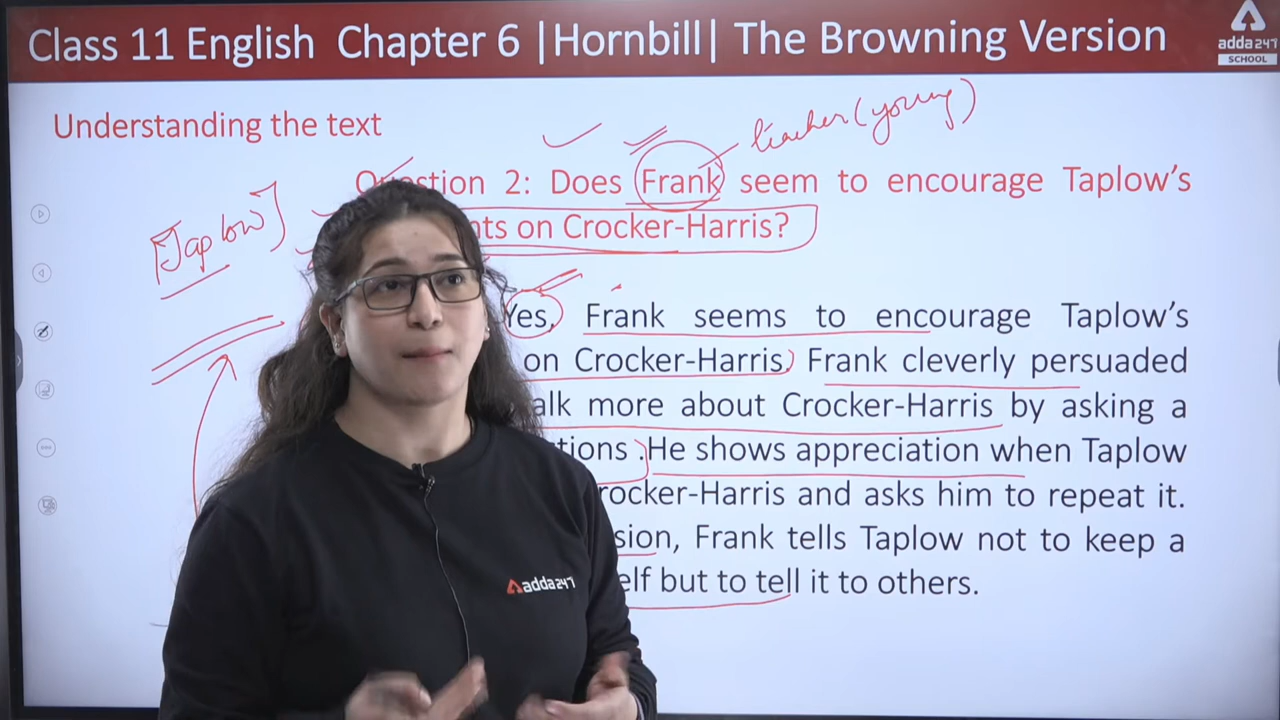 Class 11 English Chapter 6 |Hornbill| The Browning Version
adda247
SCHOOL
Understanding the text
teacher (young)
Question 2: Does Frank seem to encourage Taplow's
[Taplow]
nts on Crocker-Harris?
Yes, Frank seems to encourage Taplow's
on Crocker-Harris. Frank cleverly persuaded
alk more about Crocker-Harris by asking a
tions .He shows appreciation when Taplow
rocker-Harris and asks him to repeat it.
sion, Frank tells Taplow not to keep a
elf but to tell it to others.
adda247